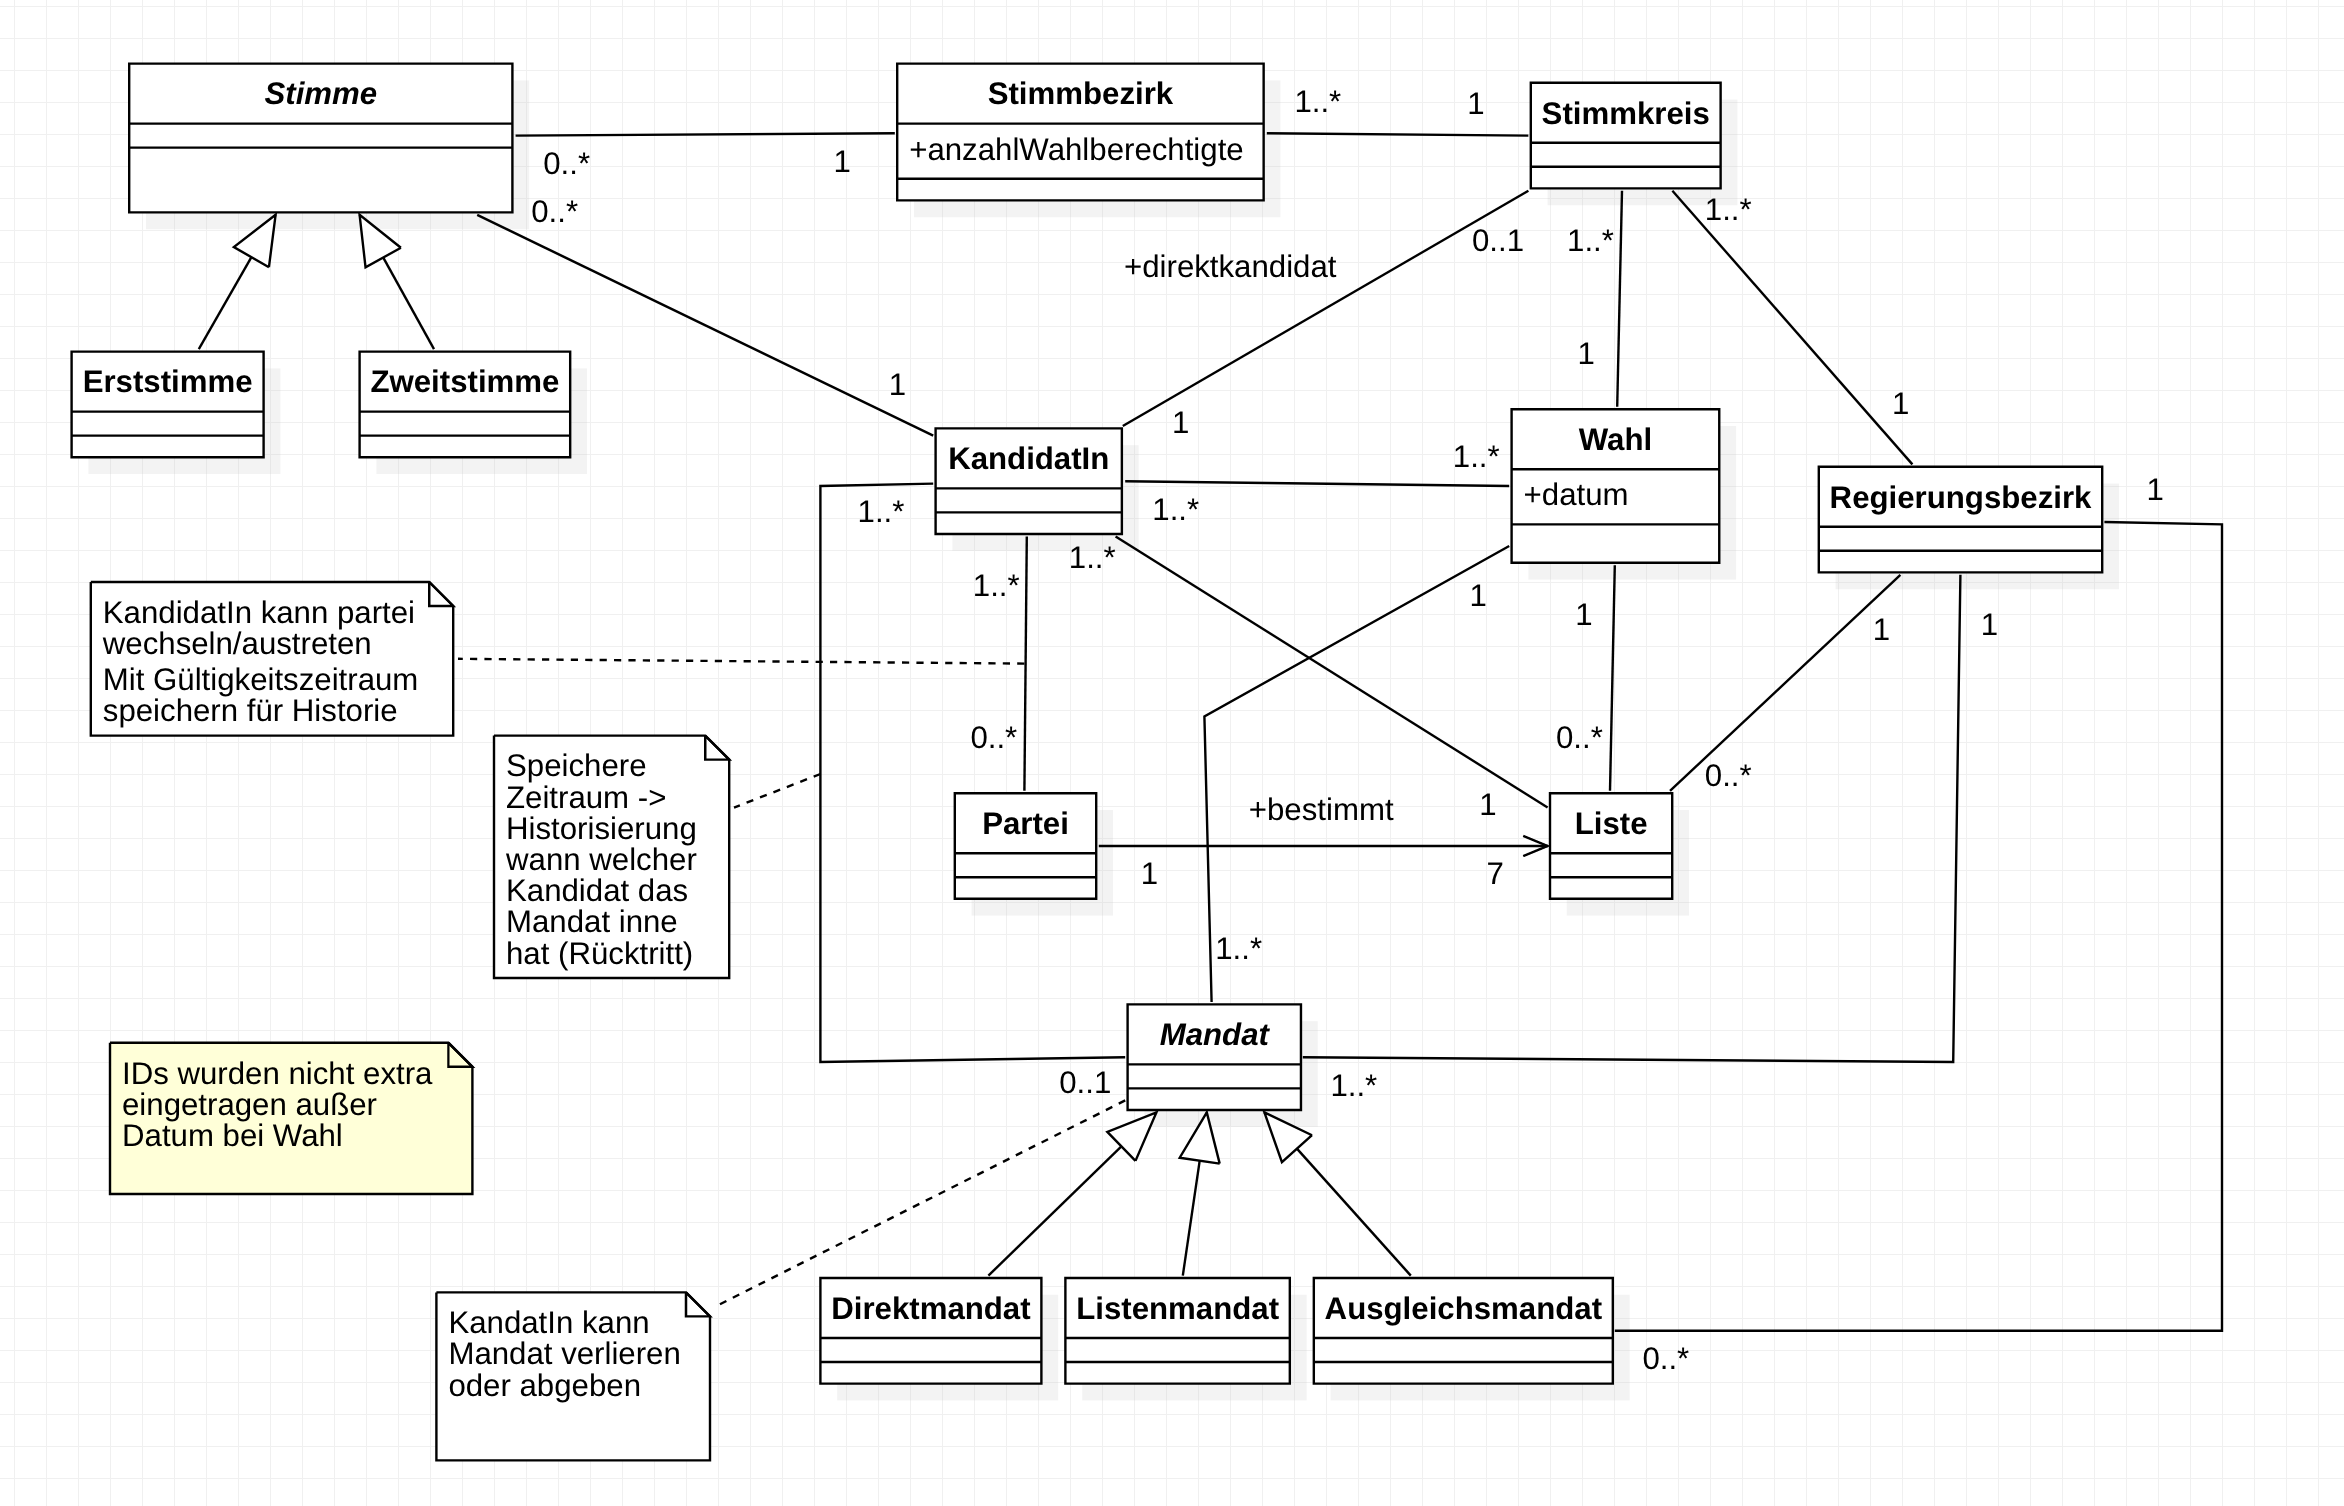 Stimme
Stimmbezirk
+anzahlWahlberechtigte
1..*
1
Stimmkreis
0..*
1
0..*
1..*
0..1
1..*
+direktkandidat
1
1
1
1
Erststimme
Zweitstimme
KandidatIn
Wahl
+datum
1..*
1..*
1..*
Regierungsbezirk
1
1..*
1..*
1
1
1
1
KandidatIn kann partei
wechseln/austreten
Mit Gültigkeitszeitraum
speichern für Historie
0..*
0..*
0..*
Speichere
Zeitraum ->
Historisierung
wann welcher
Kandidat das
Mandat inne
hat (Rücktritt)
Partei
+bestimmt
1
Liste
1
7
1..*
Mandat
0..1
1..*
IDs wurden nicht extra
eingetragen außer
Datum bei Wahl
Direktmandat
Listenmandat
Ausgleichsmandat
0..*
KandatIn kann
Mandat verlieren
oder abgeben